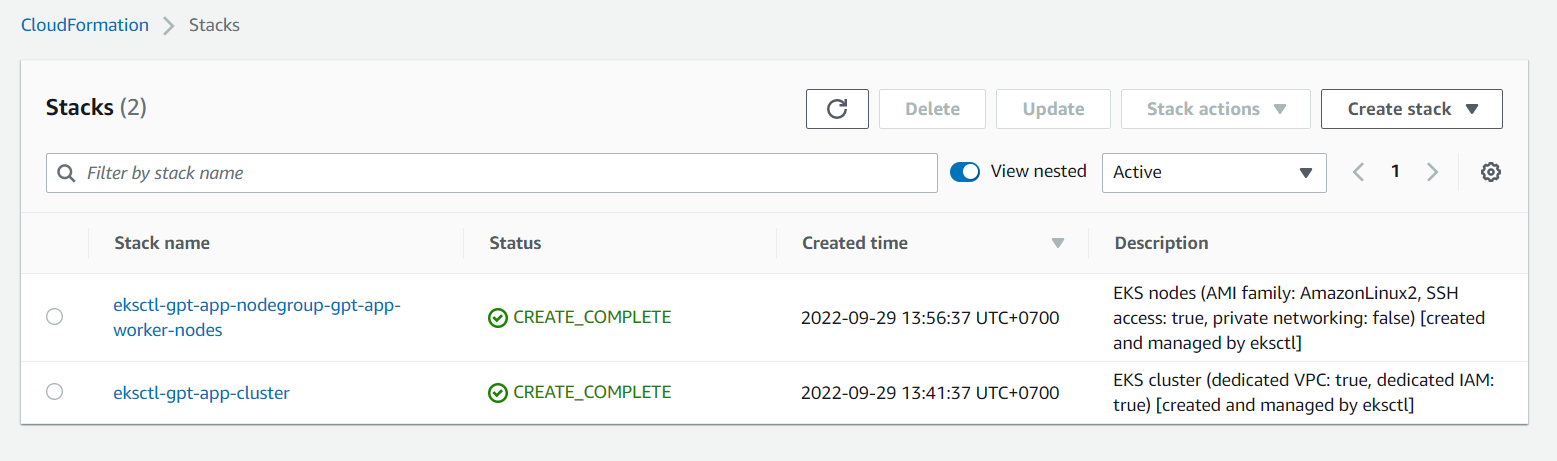 CloudFormation > Stacks
Stacks (2)
Delete
Update
Stack actions
Create stack
Filter by stack name
View nested
Active
1
Stack name
Status
Created time
Description
eksctl-gpt-app-nodegroup-gpt-app-
worker-nodes
CREATE_COMPLETE
2022-09-29 13:56:37 UTC+0700
EKS nodes (AMI family: AmazonLinux2, SSH
access: true, private networking: false) [created
and managed by eksctl]
eksctl-gpt-app-cluster
CREATE_COMPLETE
2022-09-29 13:41:37 UTC+0700
EKS cluster (dedicated VPC: true, dedicated IAM:
true) [created and managed by eksctl]